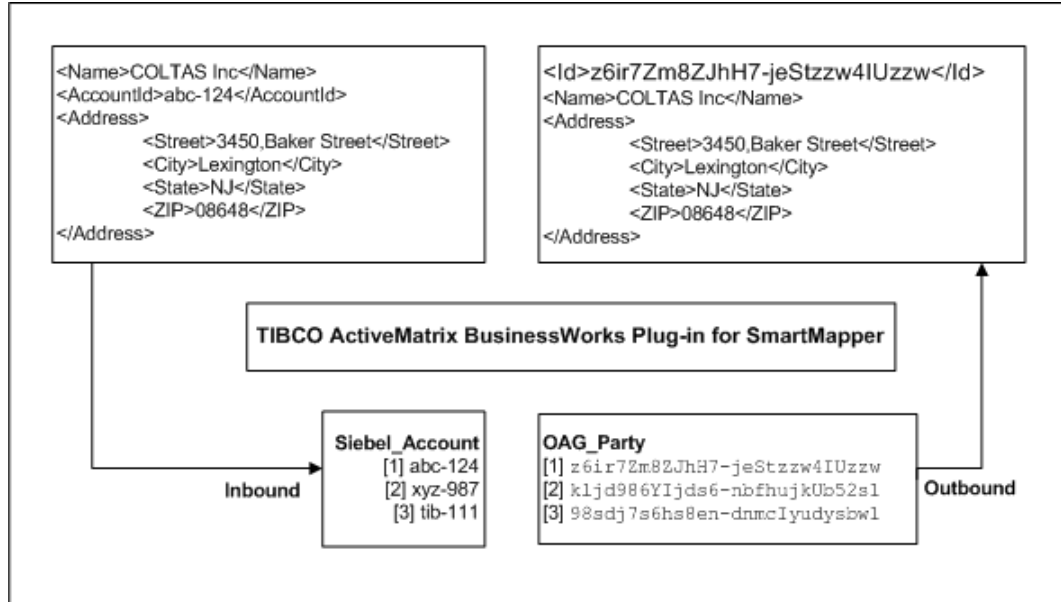 <Name>COLTAS Inc</Name>
<AccountId>abc-124</AccountId>
<Address>
<Street>3450,Baker Street</Street>
<City>Lexington</City>
<State>NJ</State>
<ZIP>08648</ZIP>
</Address>
<Id>z6ir7Zm8ZJhH7-jeStzzw4IUzzw</Id>
<Name>COLTAS Inc</Name>
<Address>
<Street>3450,Baker Street</Street>
<City>Lexington</City>
<State>NJ</State>
<ZIP>08648</ZIP>
</Address>
TIBCO ActiveMatrix BusinessWorks Plug-in for SmartMapper
Inbound
Siebel_Account
[1] abc-124
[2] xyz-987
[3] tib-111
OAG_Party
[1] z6ir7Zm8ZJhH7-jeStzzw4IUzzw
[2] kljd986YIjds6-nbfhujkUb52sl
[3] 98sdj7s6hs8en-dnmcIyudysbwl
Outbound